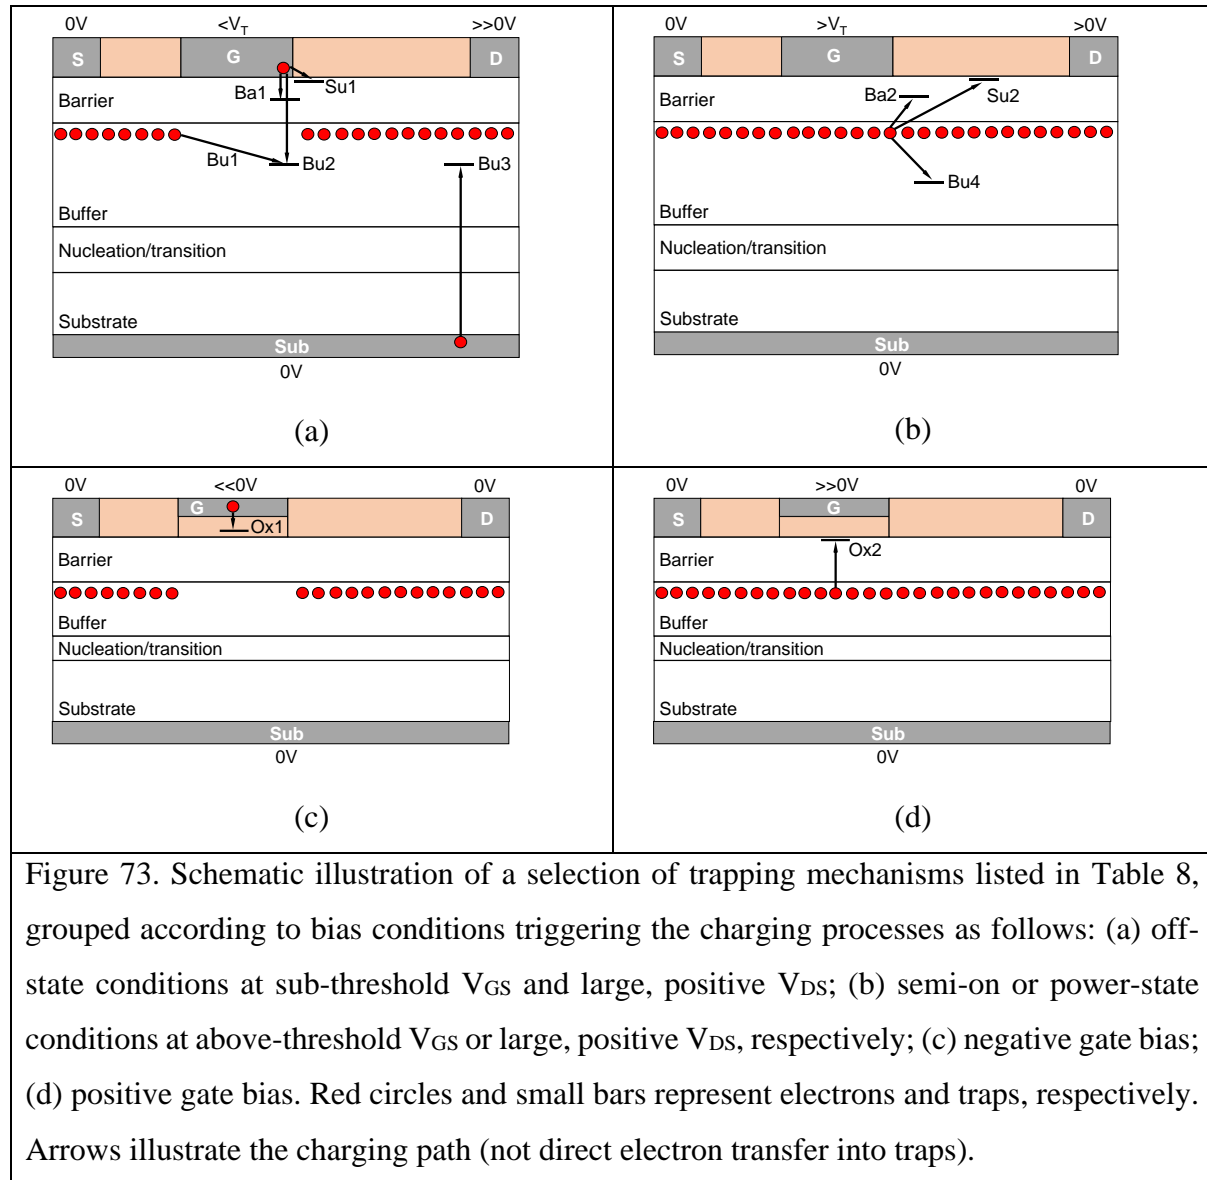 0V <VT >>0V
S G D
Ba1 Su1
Barrier
Bu1 Bu2 Bu3
Buffer
Nucleation/transition
Substrate
Sub
0V
(a)
0V >VT >0V
S G D
Ba2 Su2
Barrier
Bu4
Buffer
Nucleation/transition
Substrate
Sub
0V
(b)
0V <<0V 0V
S G D
Ox1
Barrier
Buffer
Nucleation/transition
Substrate
Sub
0V
(c)
0V >>0V 0V
S G D
Ox2
Barrier
Buffer
Nucleation/transition
Substrate
Sub
0V
(d)
Figure 73. Schematic illustration of a selection of trapping mechanisms listed in Table 8,
grouped according to bias conditions triggering the charging processes as follows: (a) off-
state conditions at sub-threshold VGS and large, positive VDS; (b) semi-on or power-state
conditions at above-threshold VGS or large, positive VDS, respectively; (c) negative gate bias;
(d) positive gate bias. Red circles and small bars represent electrons and traps, respectively.
Arrows illustrate the charging path (not direct electron transfer into traps).